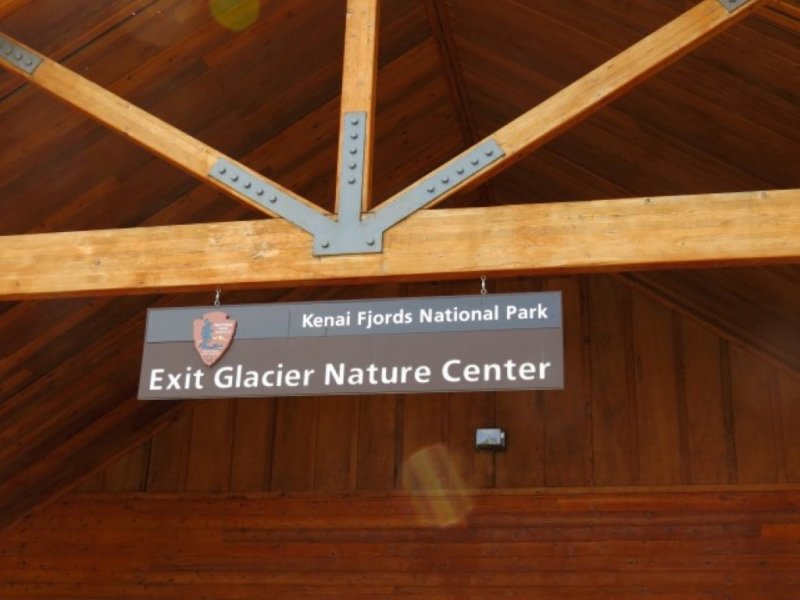 Kenai Fjords National Park
Exit Glacier Nature Center